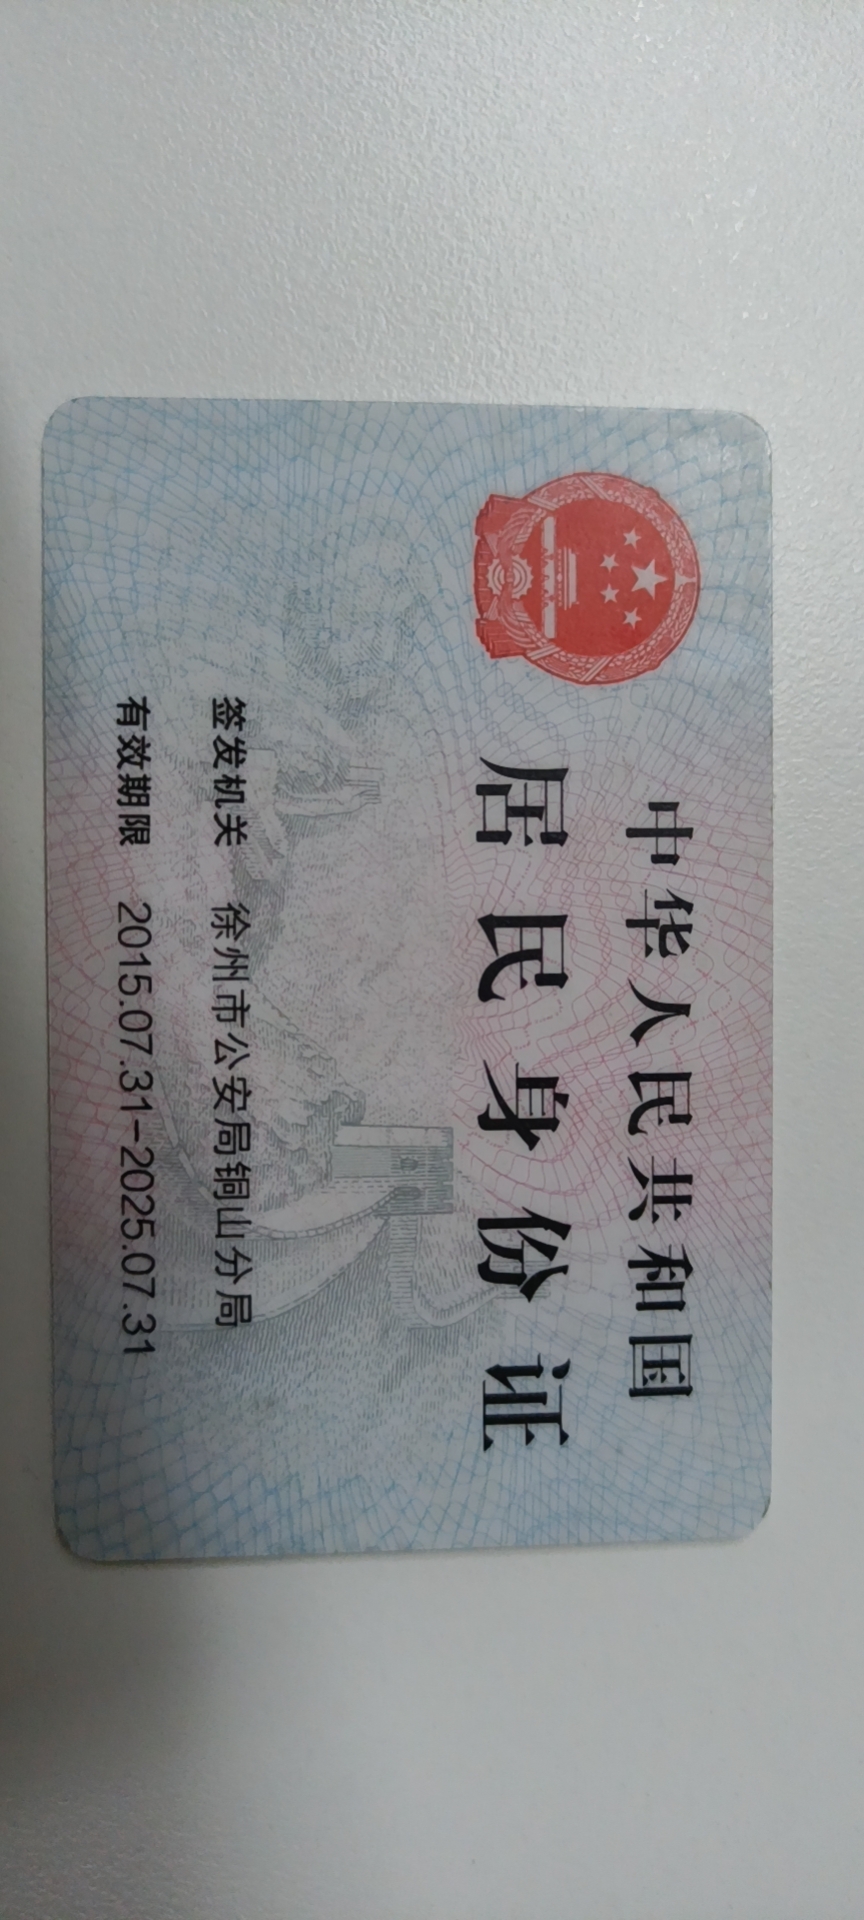 中华人民共和国
居民身份证
签发机关 徐州市公安局铜山分局
有效期限 2015.07.31-2025.07.31